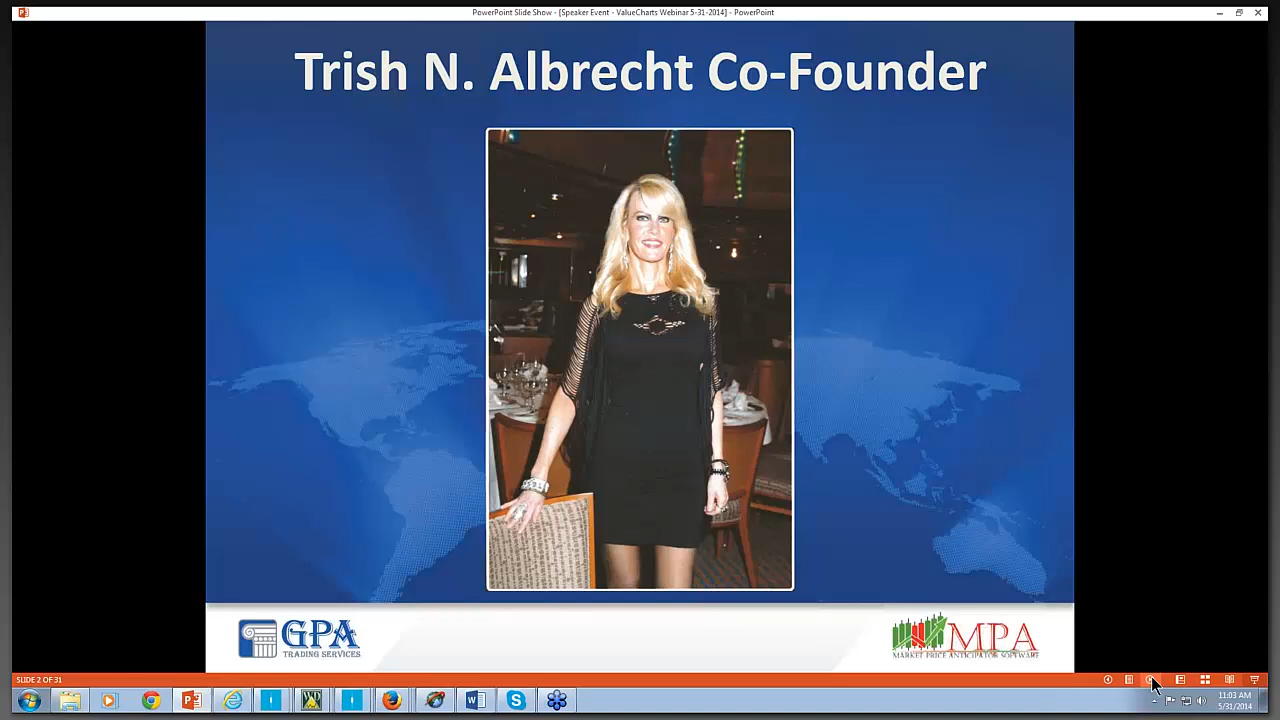 PowerPoint Slide Show - [Speaker Event - ValueCharts Webinar 5-31-2014] - PowerPoint
Trish N. Albrecht Co-Founder
GPA
TRADING SERVICES
MPA
MARKET PRICE ANTICIPATOR SOFTWARE
SLIDE 2 OF 31
11:03 AM
5/31/2014